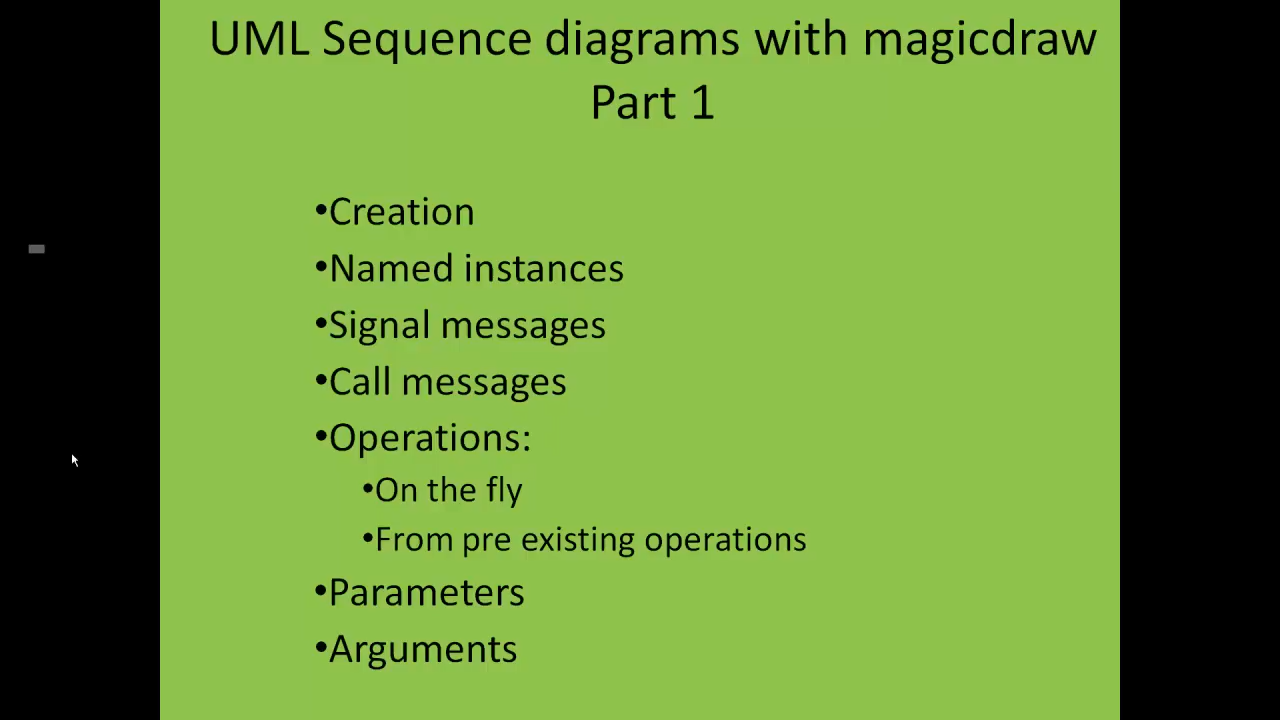 UML Sequence diagrams with magicdraw
Part 1
•Creation
•Named instances
•Signal messages
•Call messages
•Operations:
•On the fly
•From pre existing operations
•Parameters
•Arguments